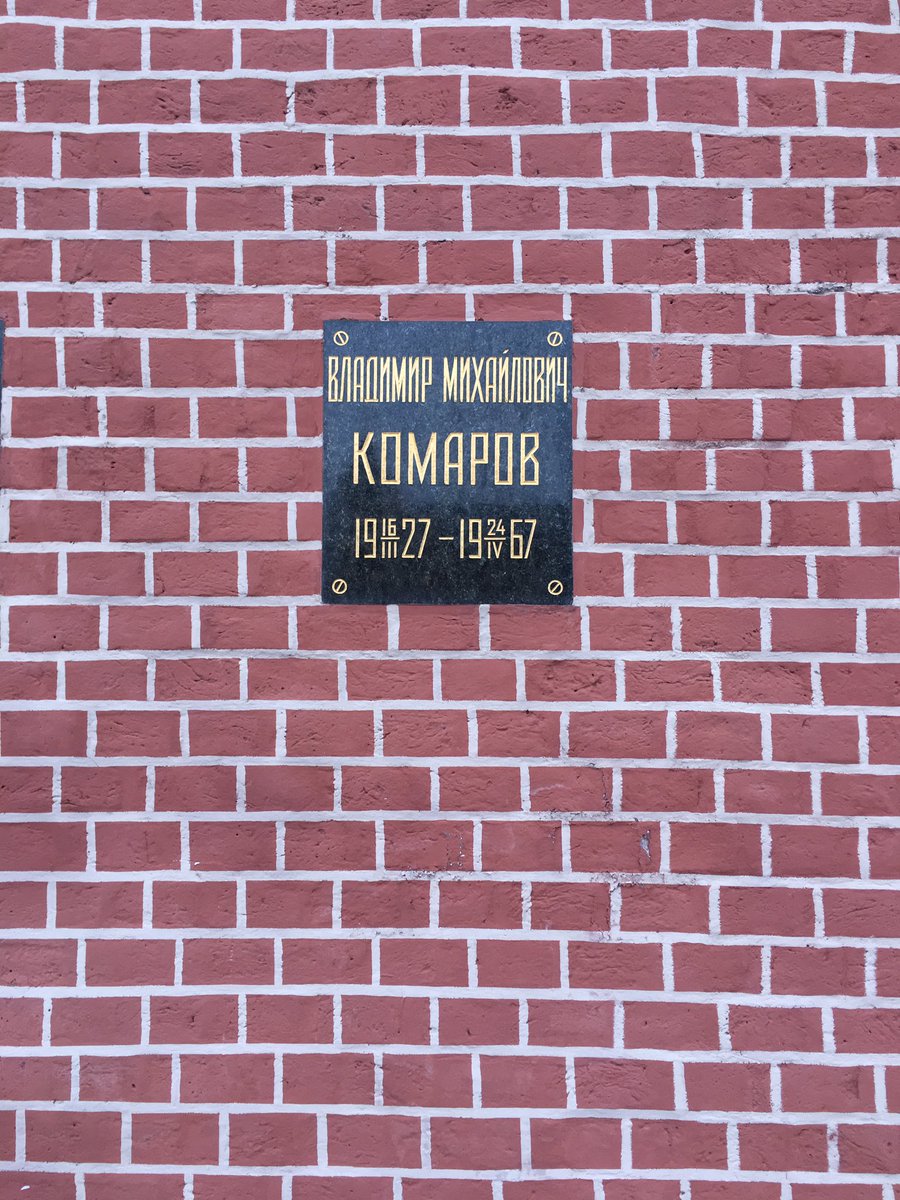 ВЛАДИМИР МИХАЙЛОВИЧ
КОМАРОВ
19 16/III 27 – 19 24/IV 67